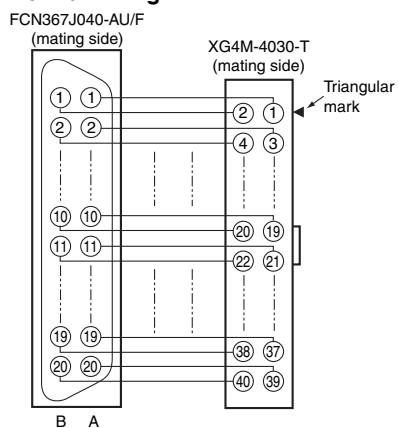 FCN367J040-AU/F
(mating side)
XG4M-4030-T
(mating side)
Triangular
mark
1 1
2 1
2 2
4 3
10 10
20 19
11 11
22 21
19 19
38 37
20 20
40 39
B A